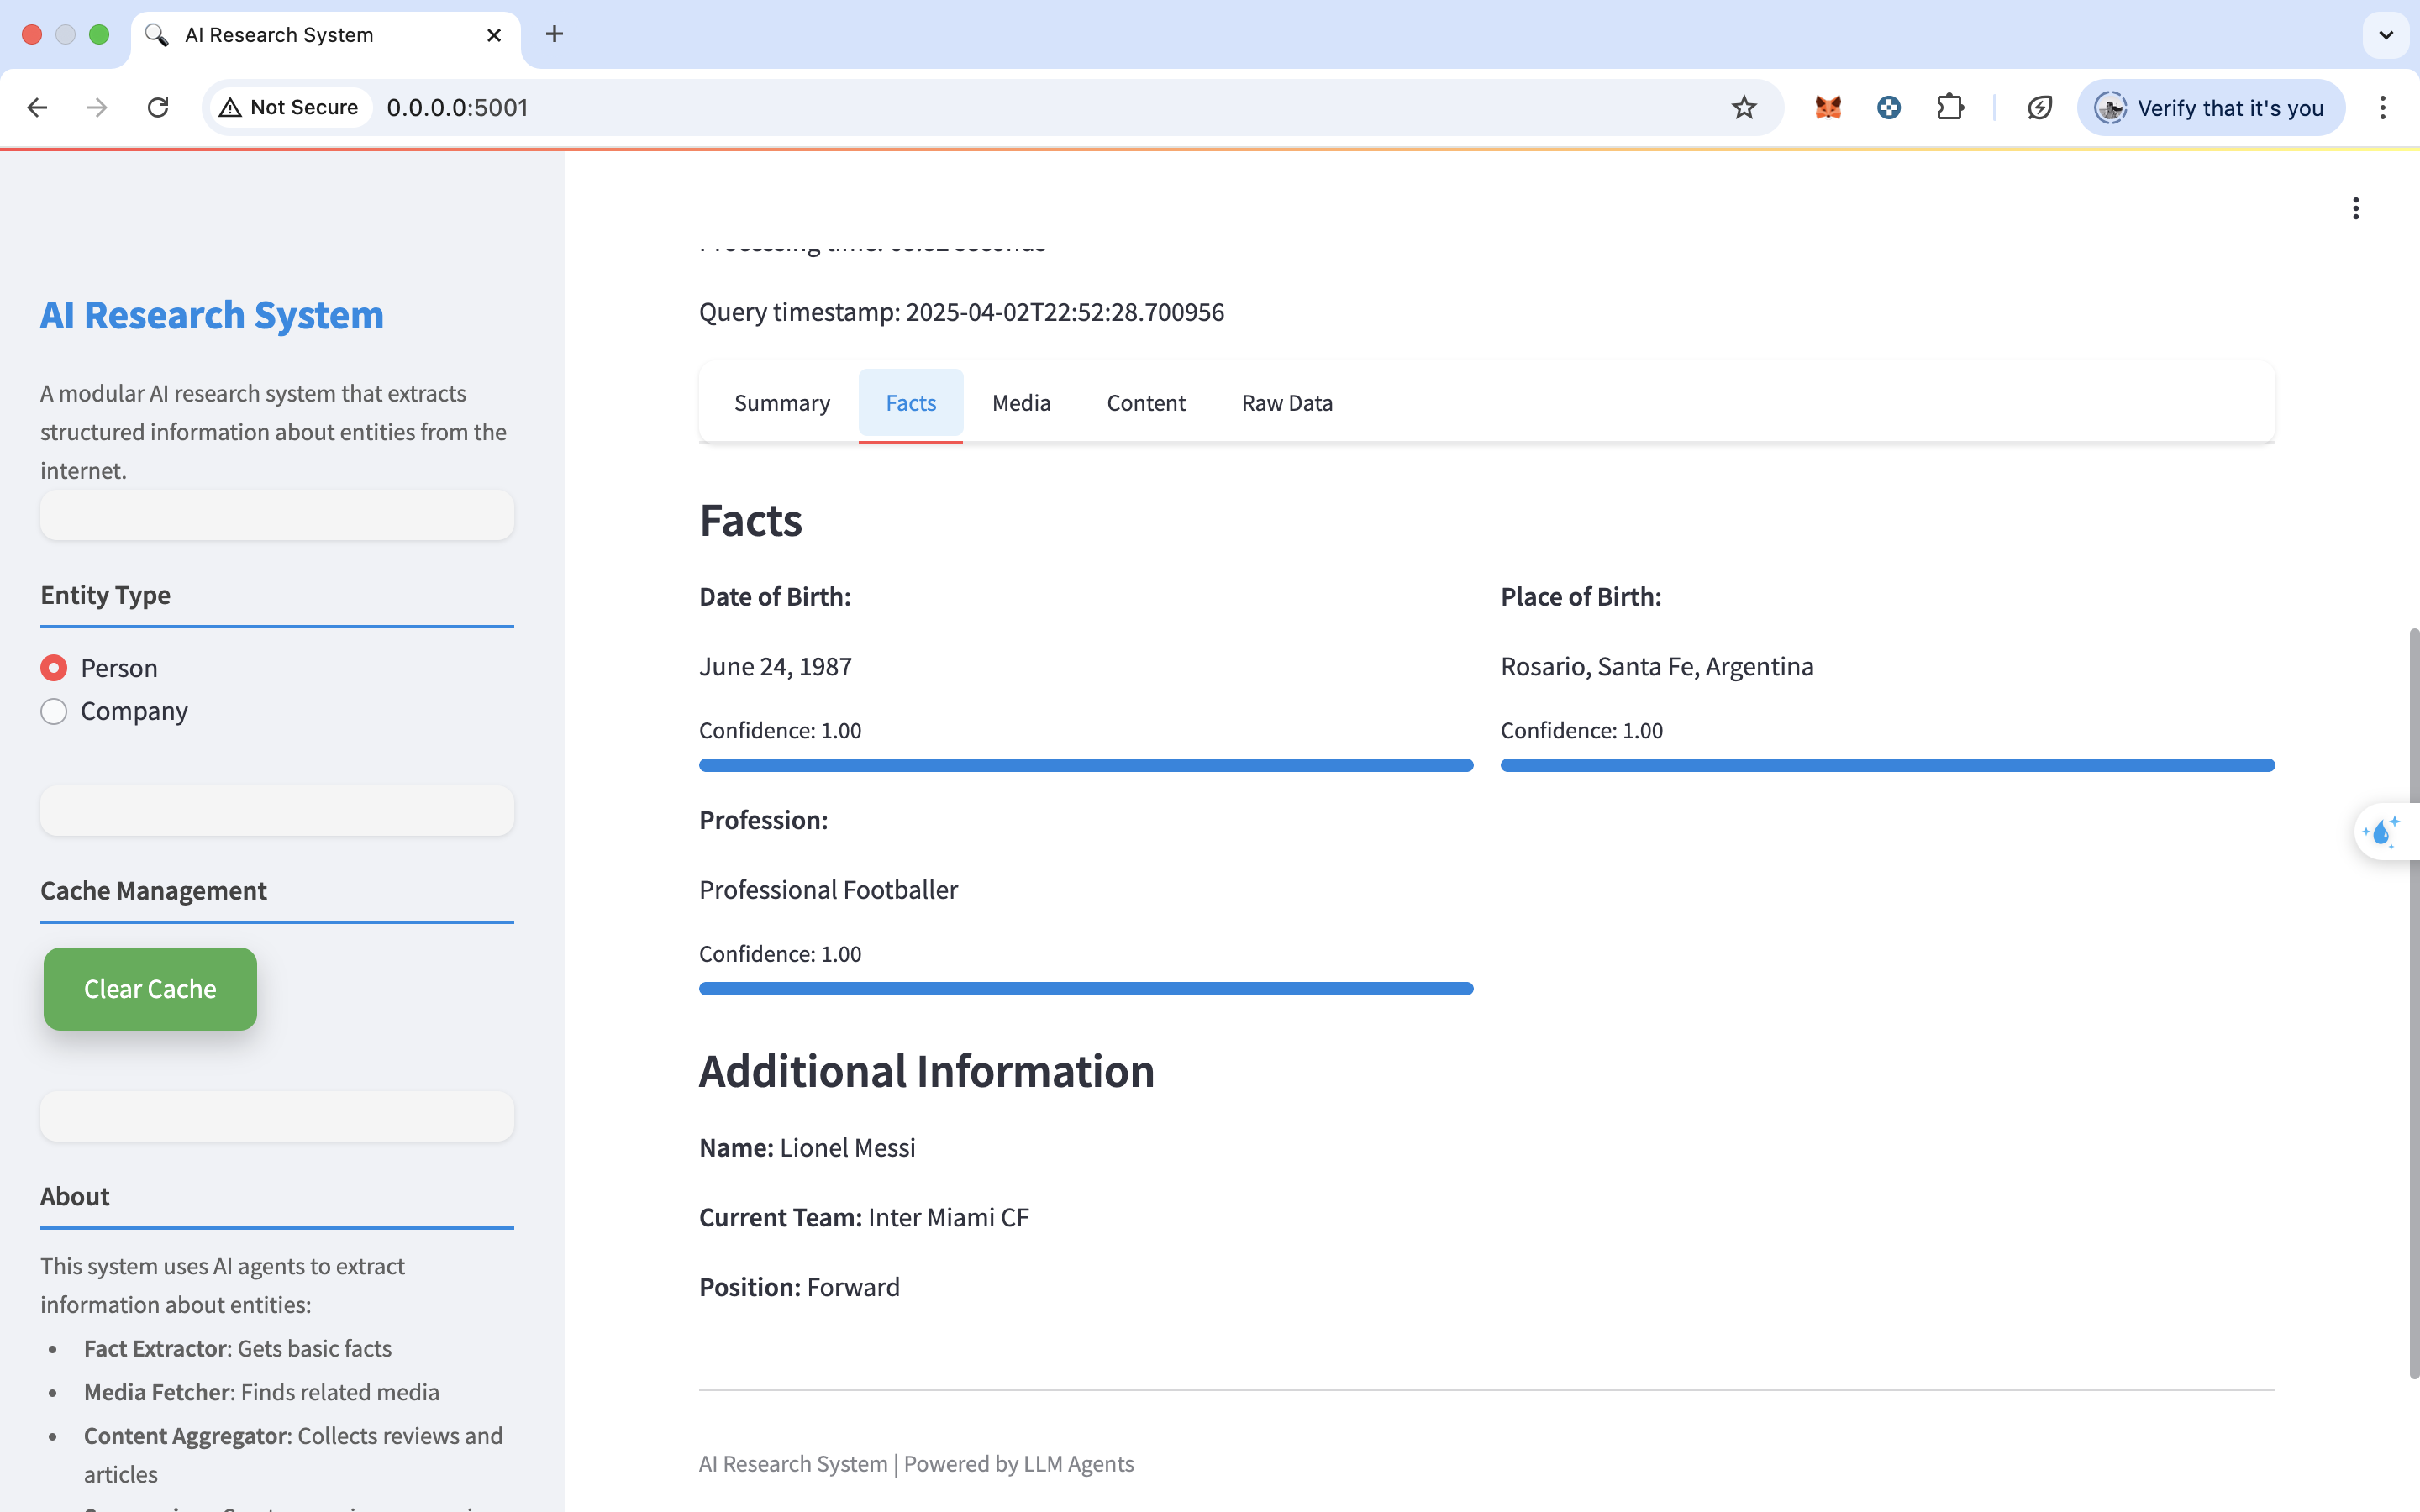 AI Research System
Not Secure
0.0.0.0:5001
Verify that it's you
AI Research System
A modular AI research system that extracts
structured information about entities from the
internet.
Entity Type
Person
Company
Cache Management
Clear Cache
About
This system uses AI agents to extract
information about entities:
• Fact Extractor: Gets basic facts
• Media Fetcher: Finds related media
• Content Aggregator: Collects reviews and
articles
Processing time: seconds
Query timestamp: 2025-04-02T22:52:28.700956
Summary
Facts
Media
Content
Raw Data
Facts
Date of Birth:
June 24, 1987
Confidence: 1.00
Place of Birth:
Rosario, Santa Fe, Argentina
Confidence: 1.00
Profession:
Professional Footballer
Confidence: 1.00
Additional Information
Name: Lionel Messi
Current Team: Inter Miami CF
Position: Forward
AI Research System | Powered by LLM Agents